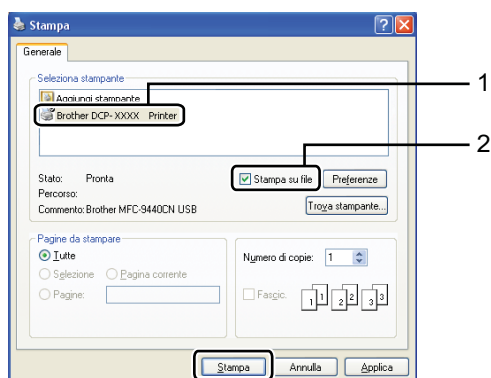 Stampa
Generale
Seleziona stampante
Aggiungi stampante
Brother DCP- XXXX Printer
1
2
Stato: Pronta
Stampa su file
Preferenze
Percorso:
Commento: Brother MFC-9440CN USB
Trova stampante...
Pagine da stampare
Tutte
Selezione
Pagina corrente
Pagine:
Numero di copie: 1
Fascic.
1 1 2 2 3 3
Stampa
Annulla
Applica